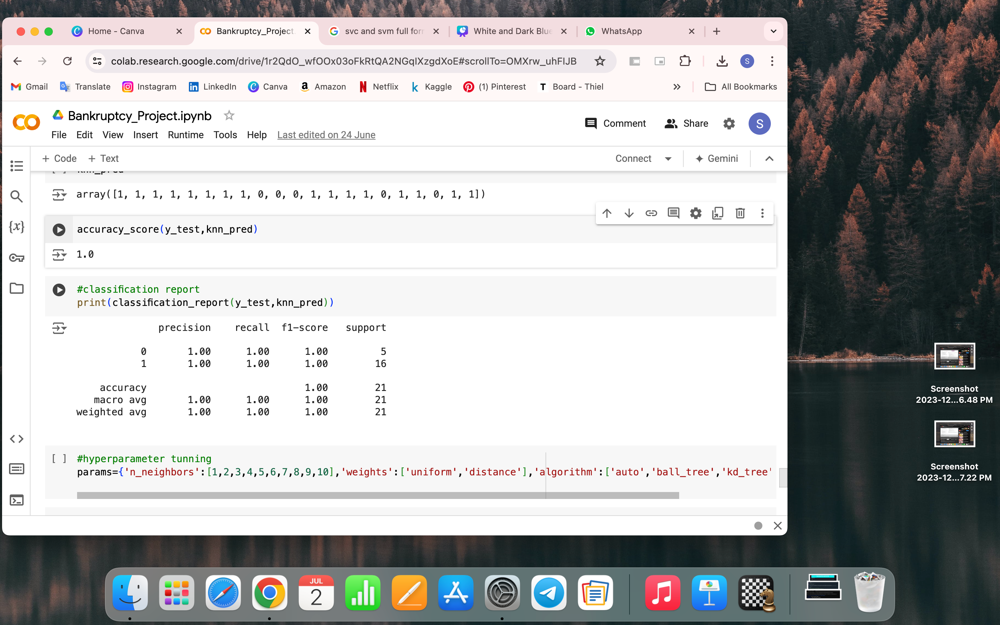 Home - Canva
Bankruptcy_Project.
svc and svm full for
White and Dark Blue
WhatsApp
colab.research.google.com/drive/1r2QdO_wfOOx03oFkRtQA2NGqIXzgdXoE#scrollTo=OMXrw_uhFIJB
S
Gmail
Translate
Instagram
LinkedIn
Canva
Amazon
Netflix
Kaggle
(1) Pinterest
T Board - Thiel
All Bookmarks
Bankruptcy_Project.ipynb
Comment
Share
S
File Edit View Insert Runtime Tools Help Last edited on 24 June
+ Code + Text
Connect
Gemini
[ ] knn_pred
array([1, 1, 1, 1, 1, 1, 1, 1, 0, 0, 0, 1, 1, 1, 1, 0, 1, 1, 0, 1, 1])
{x}
accuracy_score(y_test,knn_pred)
1.0
#classification report
print(classification_report(y_test,knn_pred))
precision recall f1-score support
0 1.00 1.00 1.00 5
1 1.00 1.00 1.00 16
accuracy 1.00 21
macro avg 1.00 1.00 1.00 21
weighted avg 1.00 1.00 1.00 21
[ ] #hyperparameter tunning
params={'n_neighbors':[1,2,3,4,5,6,7,8,9,10],'weights':['uniform','distance'],'algorithm':['auto','ball_tree','kd_tree'
Screenshot
2023-12...6.48 PM
Screenshot
2023-12...7.22 PM
JUL
2